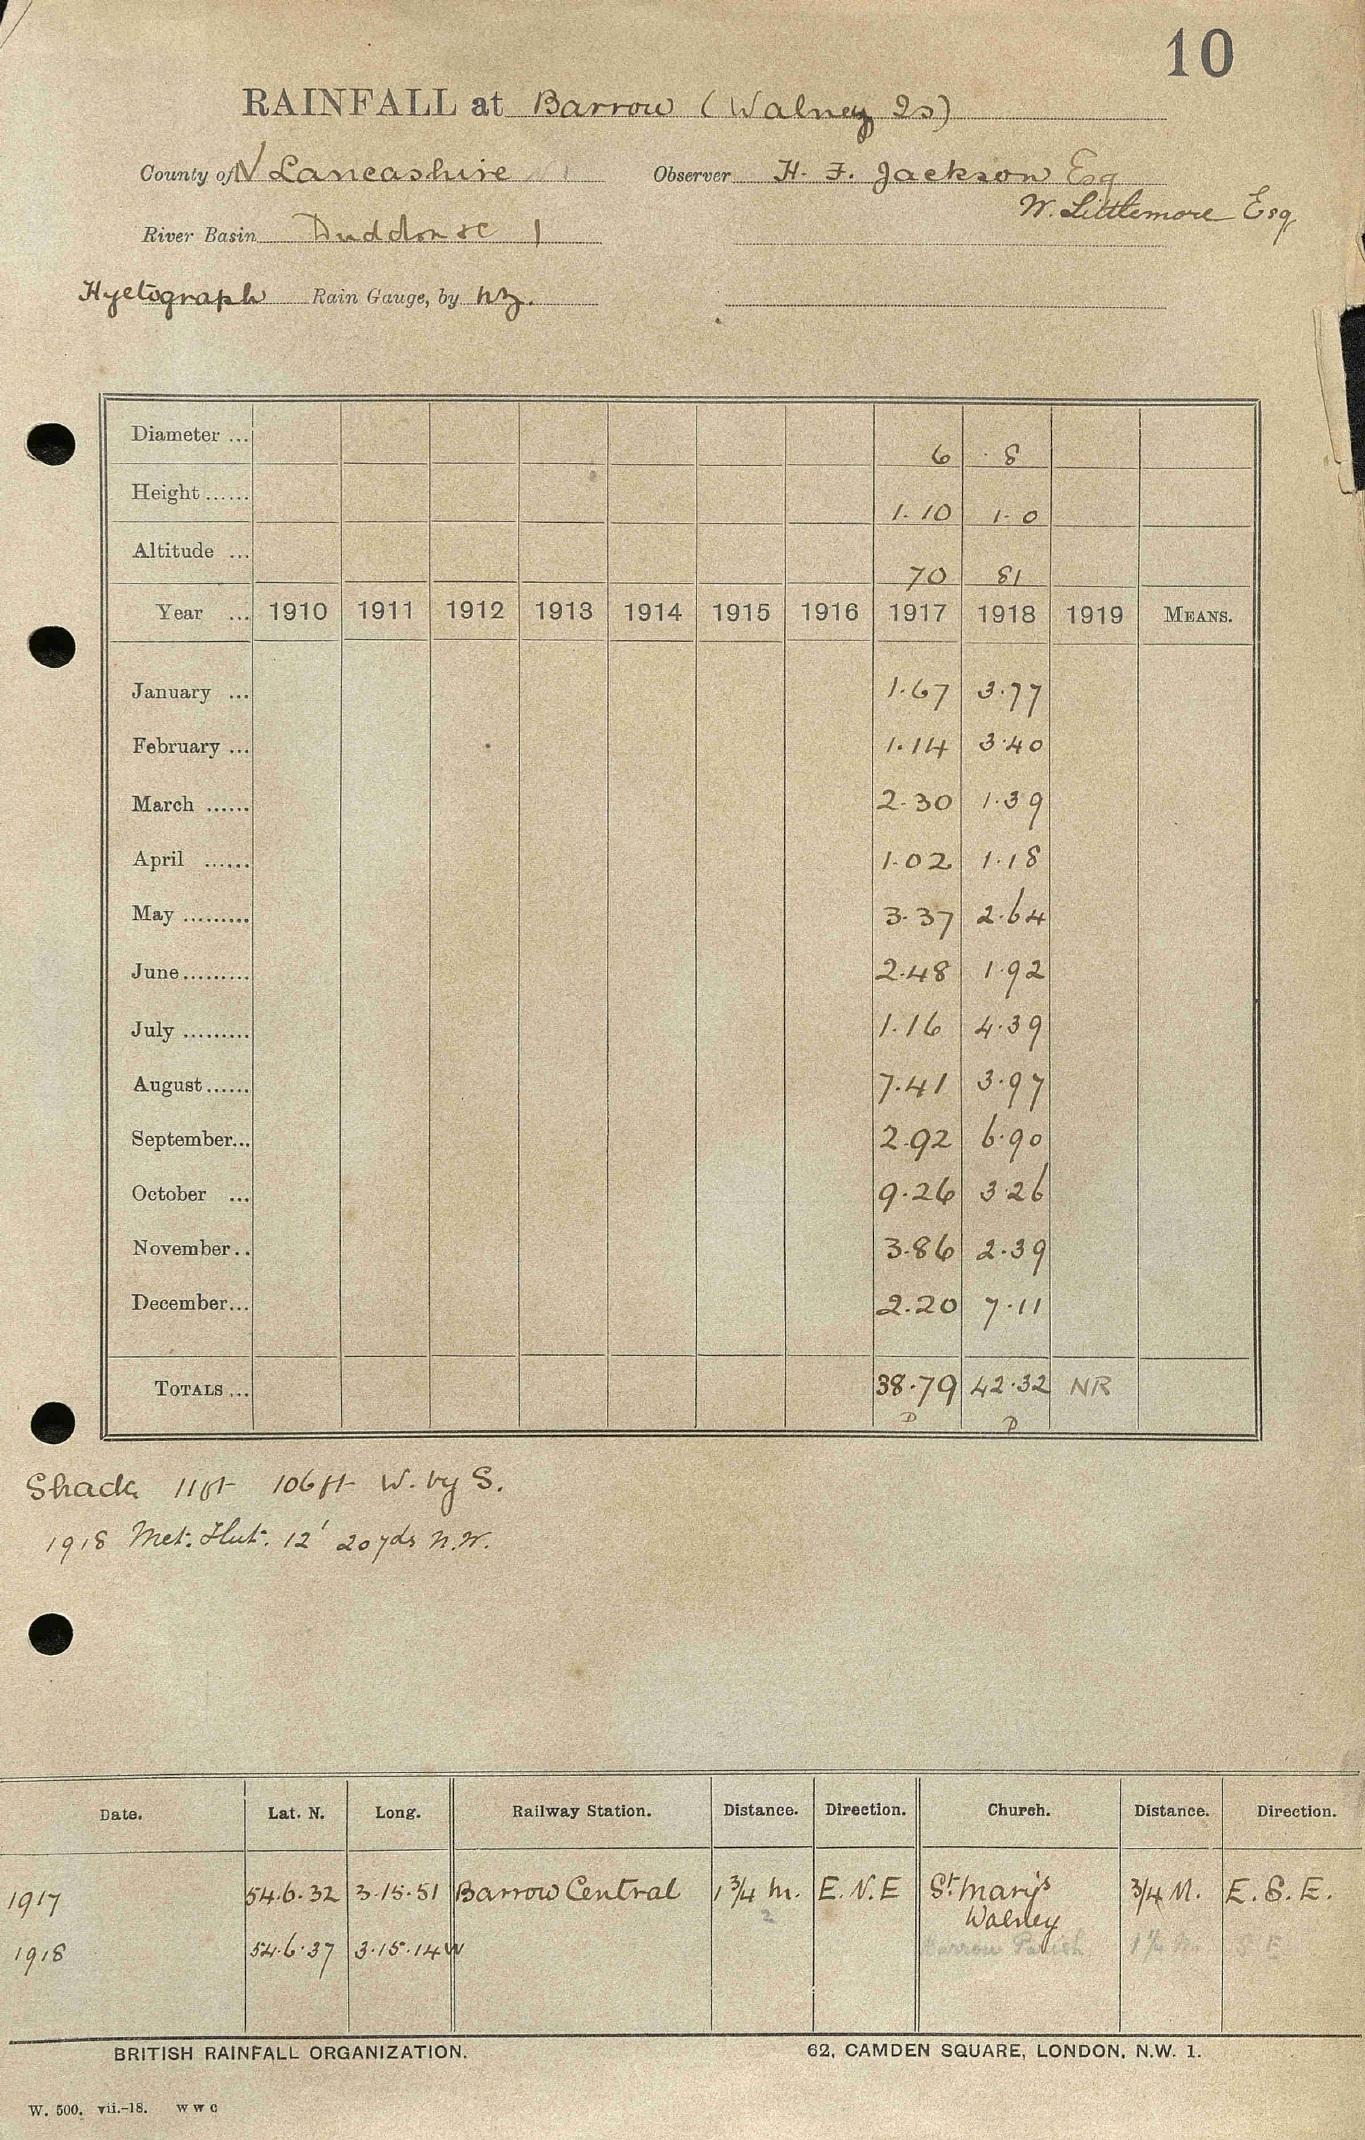 10
RAINFALL at Barrow (Walney Is)
County of N Lancashire Observer H. F. Jackson Esq
W. Littlemore Esq
River Basin Duddon &c 1
Hyetograph Rain Gauge, by Nz.
Diameter ... 6 8
Height ...... 1.10 1.0
Altitude ... 70 81
Year ... 1910 1911 1912 1913 1914 1915 1916 1917 1918 1919 MEANS.
January ... 1.67 3.77
February ... 1.14 3.40
March ...... 2.30 1.39
April ...... 1.02 1.18
May ......... 3.37 2.64
June......... 2.48 1.92
July ......... 1.16 4.39
August...... 7.41 3.97
September... 2.92 6.90
October ... 9.26 3.26
November.. 3.86 2.39
December... 2.20 7.11
TOTALS ... 38.79 42.32 NR
D D
Shack 11ft 106ft W. by S.
1918 Met. Hut. 12' 20yds N.W.
Date. Lat. N. Long. Railway Station. Distance. Direction. Church. Distance. Direction.
1917 54.6.32 3.15.51 Barrow Central 1 3/4 m. E.N.E St Mary's 3/4 M. E.S.E.
2 Walney
1918 54.6.37 3.15.14W Barrow Parish 1 1/4 m. S E
BRITISH RAINFALL ORGANIZATION. 62, CAMDEN SQUARE, LONDON, N.W. 1.
W. 500. vii.-18. W W C